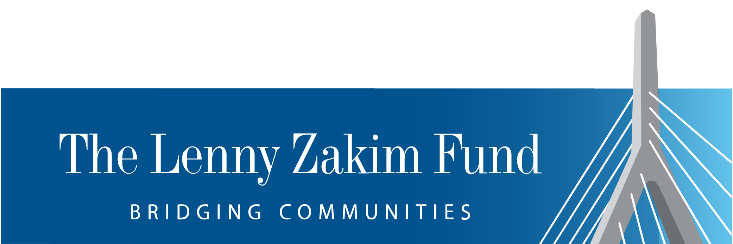 The Lenny Zakim Fund
BRIDGING COMMUNITIES